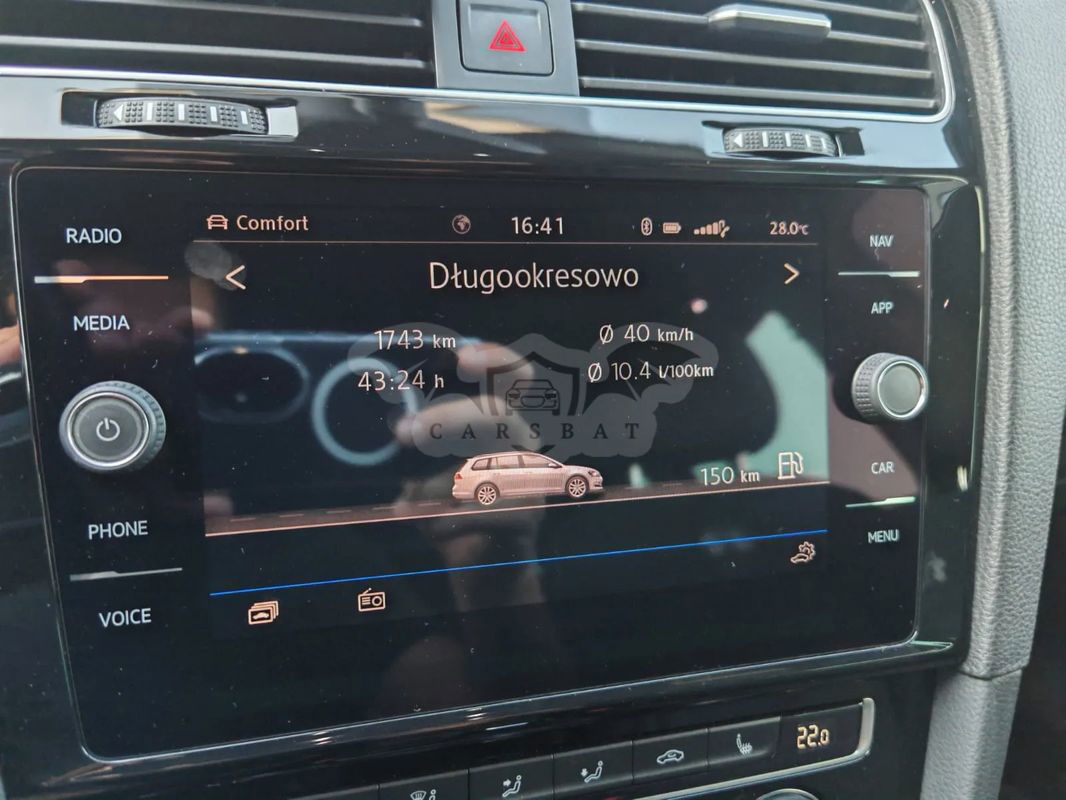 RADIO
MEDIA
PHONE
VOICE
Comfort
16:41
28.0°C
Długookresowo
1743 km
Ø 40 km/h
43:24 h
Ø 10.4 l/100km
CARSBAT
150 km
NAV
APP
CAR
MENU
22.0